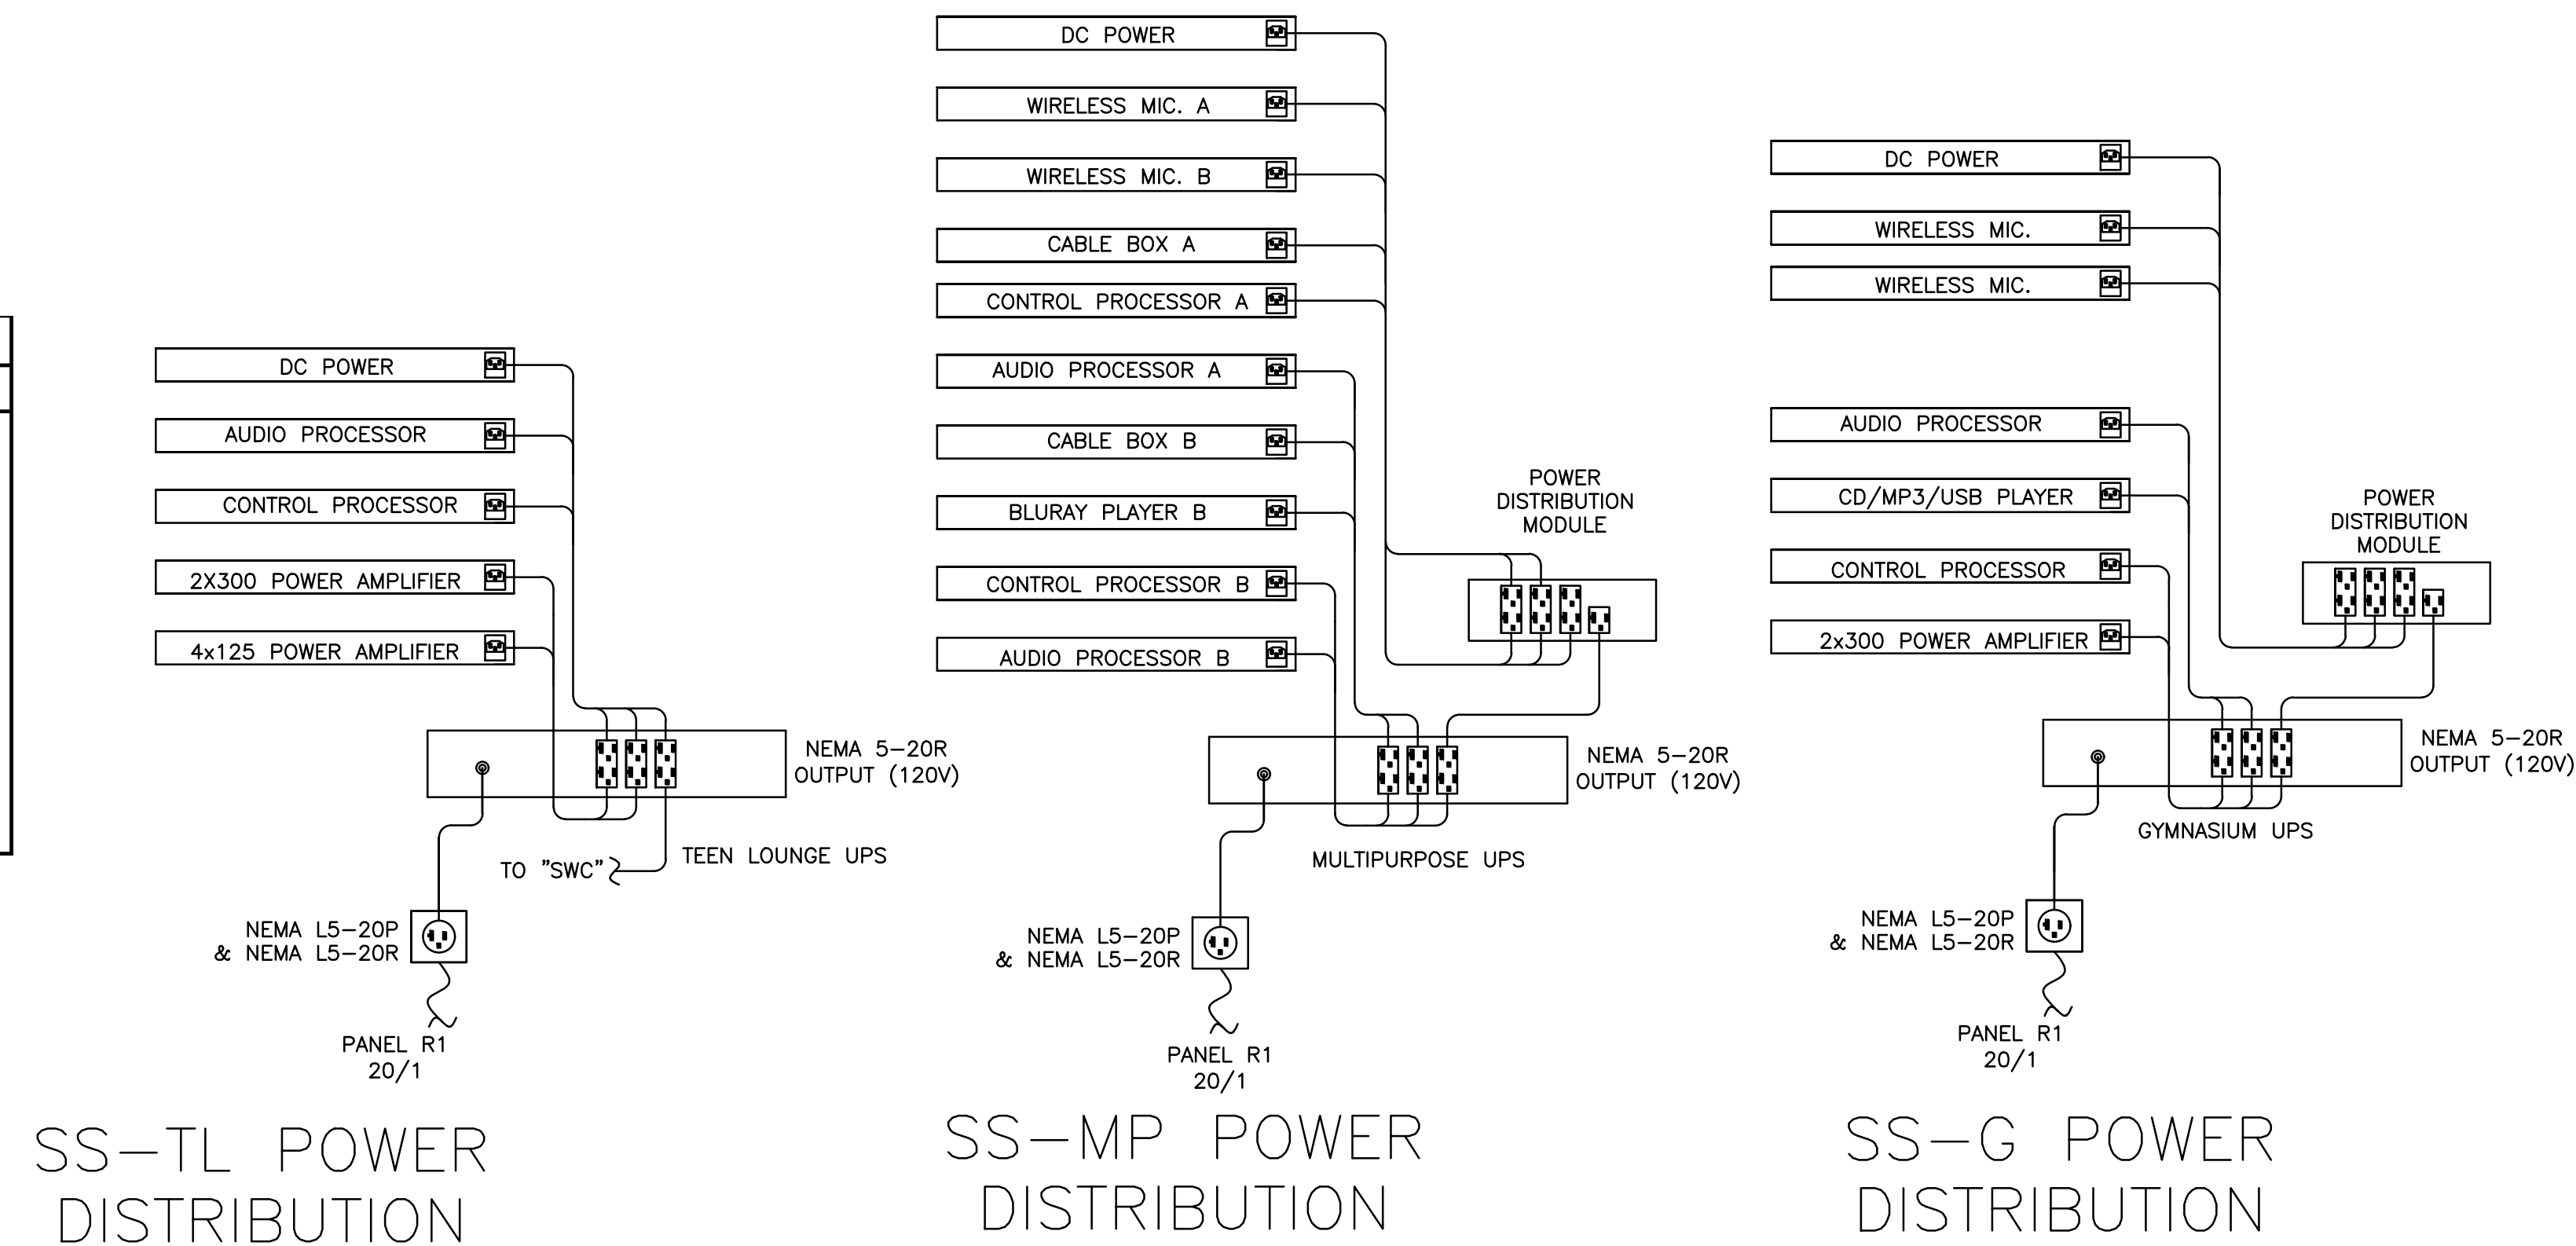 DC POWER
AUDIO PROCESSOR
CONTROL PROCESSOR
2X300 POWER AMPLIFIER
4x125 POWER AMPLIFIER
NEMA 5-20R
OUTPUT (120V)
TO "SWC"
TEEN LOUNGE UPS
NEMA L5-20P
& NEMA L5-20R
PANEL R1
20/1
SS-TL POWER
DISTRIBUTION
DC POWER
WIRELESS MIC. A
WIRELESS MIC. B
CABLE BOX A
CONTROL PROCESSOR A
AUDIO PROCESSOR A
CABLE BOX B
BLURAY PLAYER B
CONTROL PROCESSOR B
AUDIO PROCESSOR B
POWER
DISTRIBUTION
MODULE
NEMA 5-20R
OUTPUT (120V)
MULTIPURPOSE UPS
NEMA L5-20P
& NEMA L5-20R
PANEL R1
20/1
SS-MP POWER
DISTRIBUTION
DC POWER
WIRELESS MIC.
WIRELESS MIC.
AUDIO PROCESSOR
CD/MP3/USB PLAYER
CONTROL PROCESSOR
2x300 POWER AMPLIFIER
POWER
DISTRIBUTION
MODULE
NEMA 5-20R
OUTPUT (120V)
GYMNASIUM UPS
NEMA L5-20P
& NEMA L5-20R
PANEL R1
20/1
SS-G POWER
DISTRIBUTION